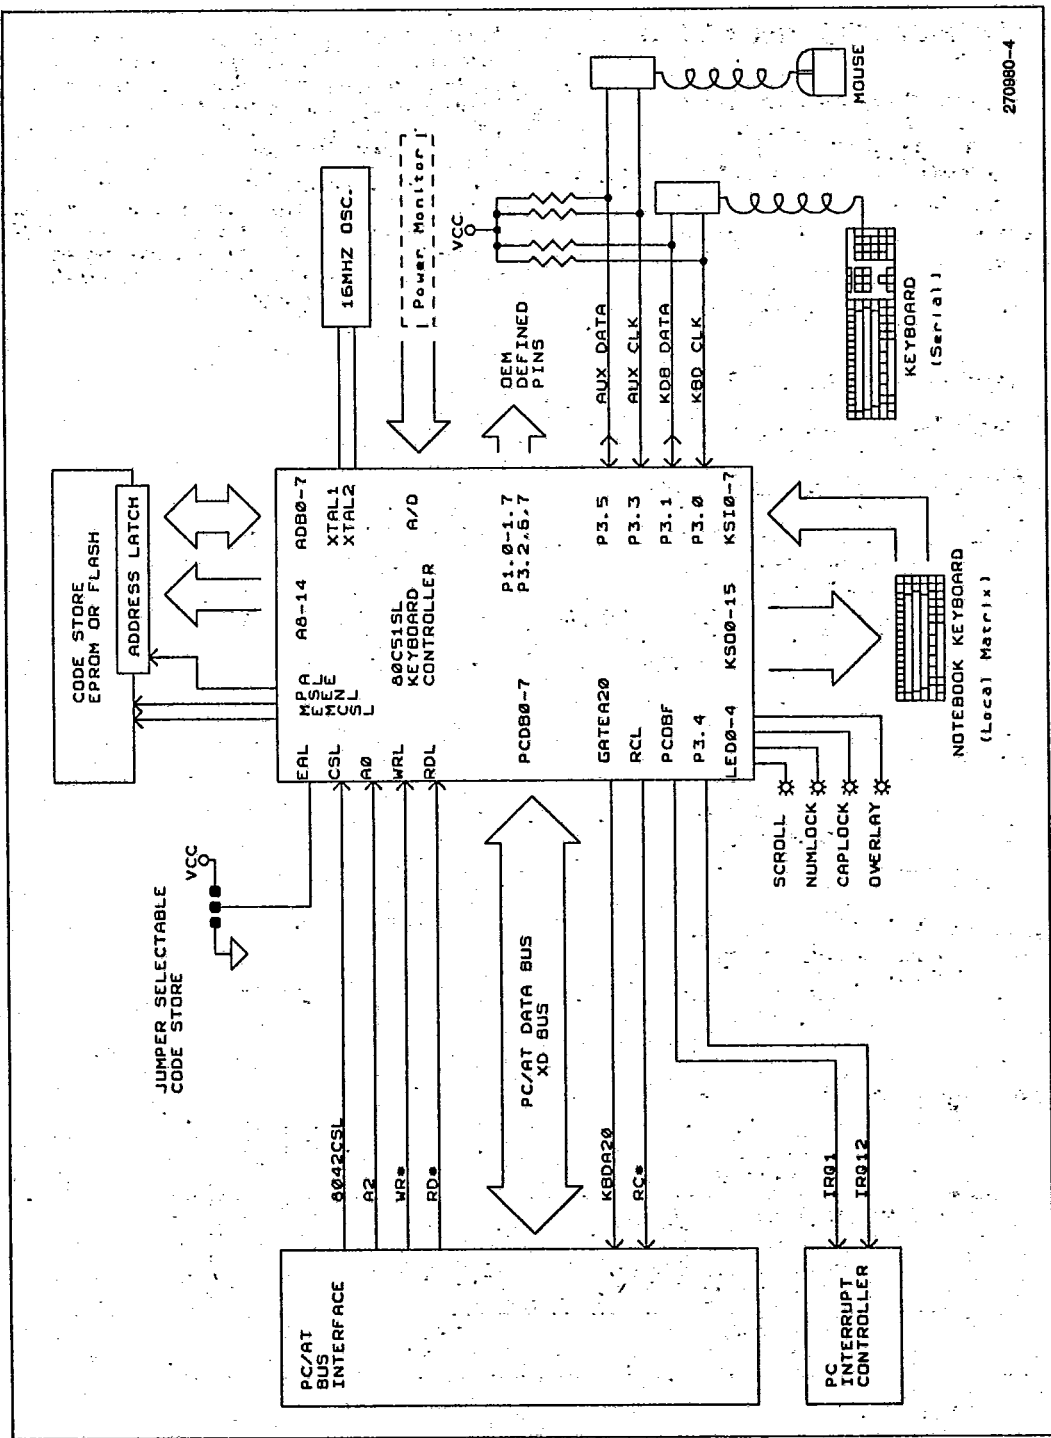 CODE STORE
EPROM OR FLASH
ADDRESS LATCH
16MHZ OSC.
Power Monitor
VCC
MOUSE
JUMPER SELECTABLE
CODE STORE
VCC
OEM
DEFINED
PINS
AUX DATA
AUX CLK
KDB DATA
KBD CLK
KEYBOARD
(Serial)
EAL
MEMCSL
PSENL
ALE
A8-14
ADB0-7
XTAL1
XTAL2
CSL
A0
WRL
RDL
80C51SL
KEYBOARD
CONTROLLER
A/D
PCDB0-7
P1.0-1.7
P3.2,6,7
GATEA20
RCL
PCOBF
P3.4
P3.5
P3.3
P3.1
P3.0
LED0-4
KSO0-15
KSI0-7
8042CSL
A2
WR*
RD*
PC/AT DATA BUS
XD BUS
KBDA20
RC*
IRQ1
IRQ12
PC/AT
BUS
INTERFACE
PC
INTERRUPT
CONTROLLER
SCROLL
NUMLOCK
CAPLOCK
OVERLAY
NOTEBOOK KEYBOARD
(Local Matrix)
270980-4